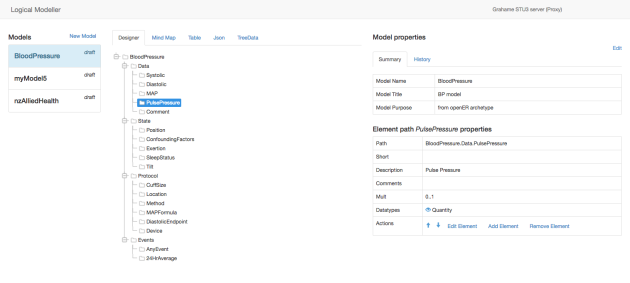 Logical Modeller
Grahame STU3 server (Proxy)
Models
New Model
BloodPressure
draft
myModel5
draft
nzAlliedHealth
draft
Designer
Mind Map
Table
Json
TreeData
BloodPressure
Data
Systolic
Diastolic
MAP
PulsePressure
Comment
State
Position
ConfoundingFactors
Exertion
SleepStatus
Tilt
Protocol
CuffSize
Location
Method
MAPFormula
DiastolicEndpoint
Device
Events
AnyEvent
24HrAverage
Model properties
Edit
Summary
History
Model Name
BloodPressure
Model Title
BP model
Model Purpose
from openER archetype
Element path PulsePressure properties
Path
BloodPressure.Data.PulsePressure
Short
Description
Pulse Pressure
Comments
Mult
0..1
Datatypes
Quantity
Actions
Edit Element
Add Element
Remove Element